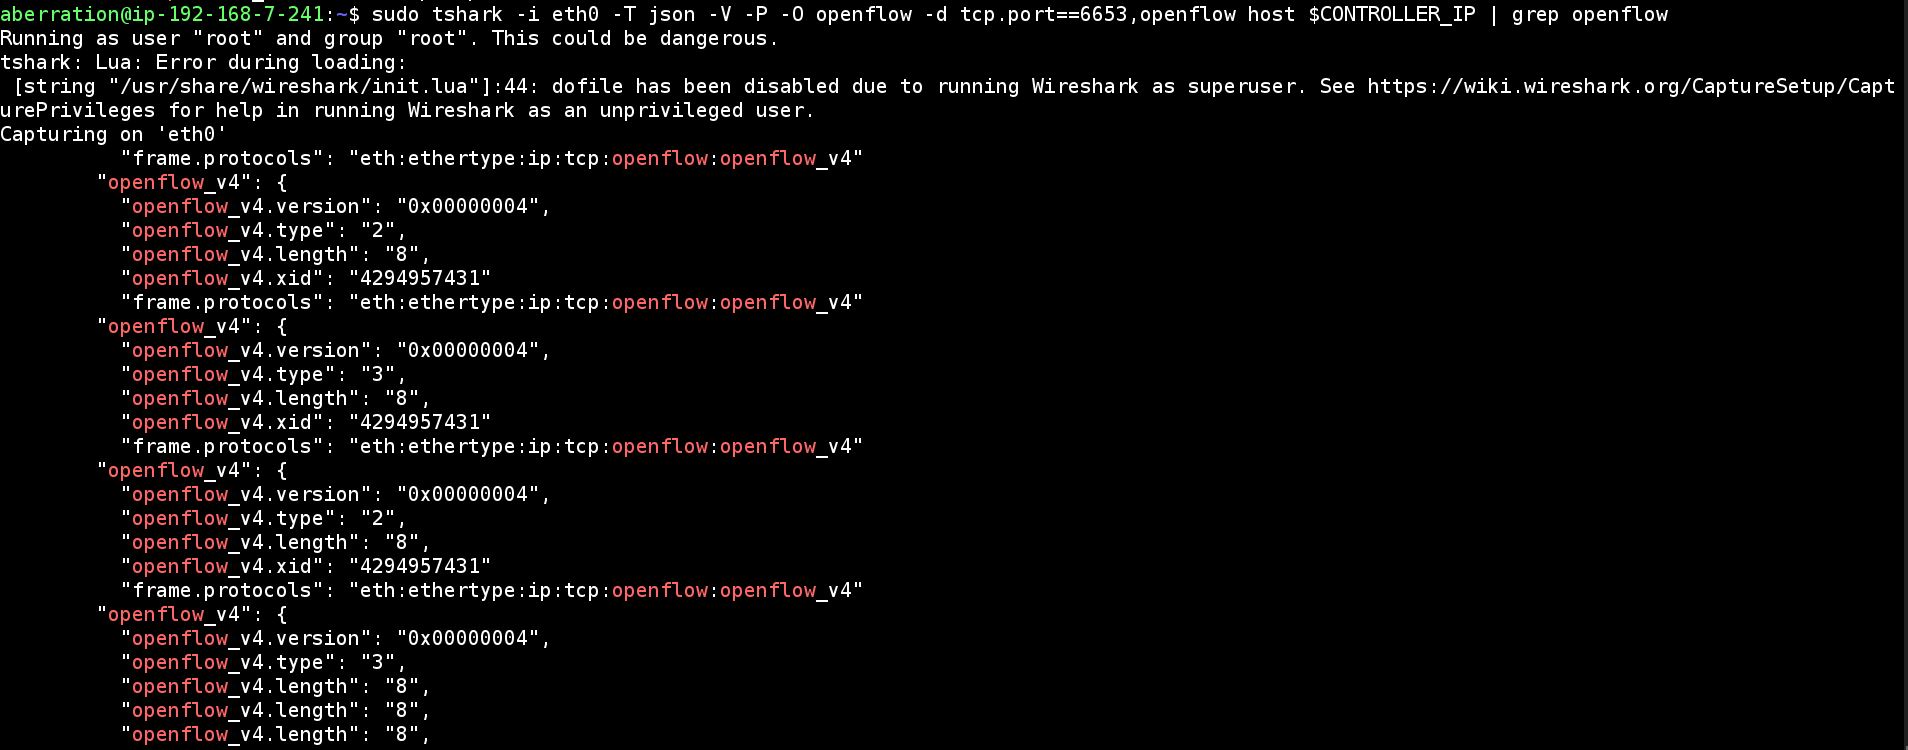 aberration@ip-192-168-7-241:~$ sudo tshark -i eth0 -T json -V -P -O openflow -d tcp.port==6653,openflow host $CONTROLLER_IP | grep openflow
Running as user "root" and group "root". This could be dangerous.
tshark: Lua: Error during loading:
 [string "/usr/share/wireshark/init.lua"]:44: dofile has been disabled due to running Wireshark as superuser. See https://wiki.wireshark.org/CaptureSetup/Capt
urePrivileges for help in running Wireshark as an unprivileged user.
Capturing on 'eth0'
          "frame.protocols": "eth:ethertype:ip:tcp:openflow:openflow_v4"
        "openflow_v4": {
          "openflow_v4.version": "0x00000004",
          "openflow_v4.type": "2",
          "openflow_v4.length": "8",
          "openflow_v4.xid": "4294957431"
          "frame.protocols": "eth:ethertype:ip:tcp:openflow:openflow_v4"
        "openflow_v4": {
          "openflow_v4.version": "0x00000004",
          "openflow_v4.type": "3",
          "openflow_v4.length": "8",
          "openflow_v4.xid": "4294957431"
          "frame.protocols": "eth:ethertype:ip:tcp:openflow:openflow_v4"
        "openflow_v4": {
          "openflow_v4.version": "0x00000004",
          "openflow_v4.type": "2",
          "openflow_v4.length": "8",
          "openflow_v4.xid": "4294957431"
          "frame.protocols": "eth:ethertype:ip:tcp:openflow:openflow_v4"
        "openflow_v4": {
          "openflow_v4.version": "0x00000004",
          "openflow_v4.type": "3",
          "openflow_v4.length": "8",
          "openflow_v4.length": "8",
          "openflow_v4.length": "8",